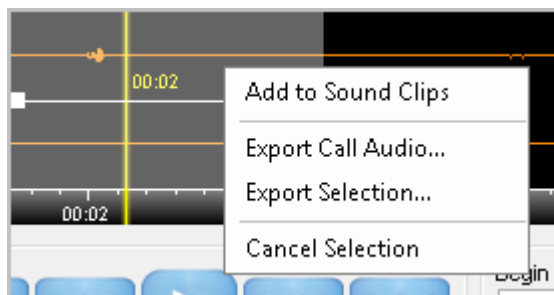 00:02
Add to Sound Clips
Export Call Audio...
Export Selection...
00:02
Cancel Selection
Begin